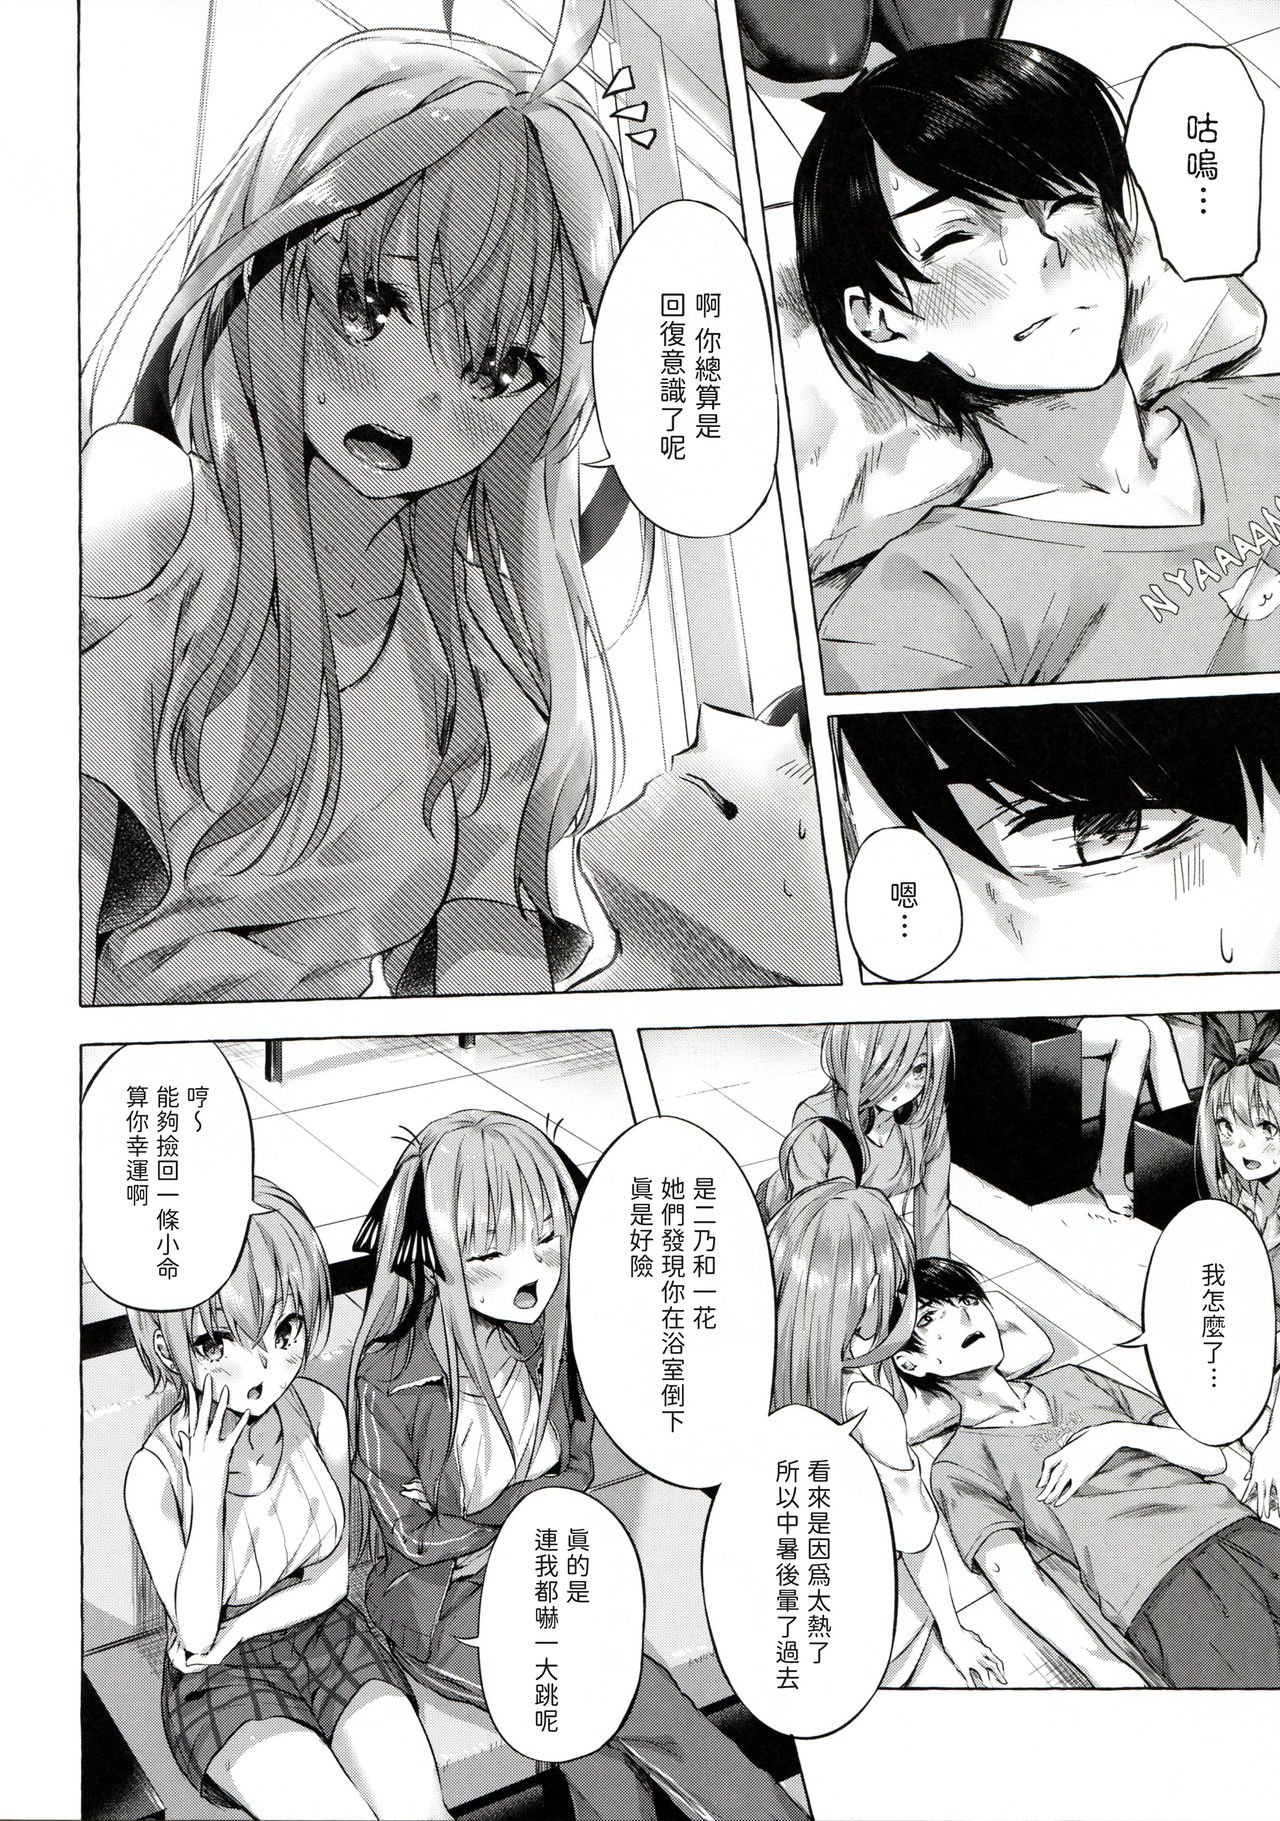 咕嗚…
NYAAAAN
嗯…
啊 你總算是
回復意識了呢
我怎麼了…
看來是因爲太熱了
所以中暑後暈了過去
是二乃和一花
她們發現你在浴室倒下
眞是好險
眞的是
連我都嚇一大跳呢
哼～
能夠撿回一條小命
算你幸運啊